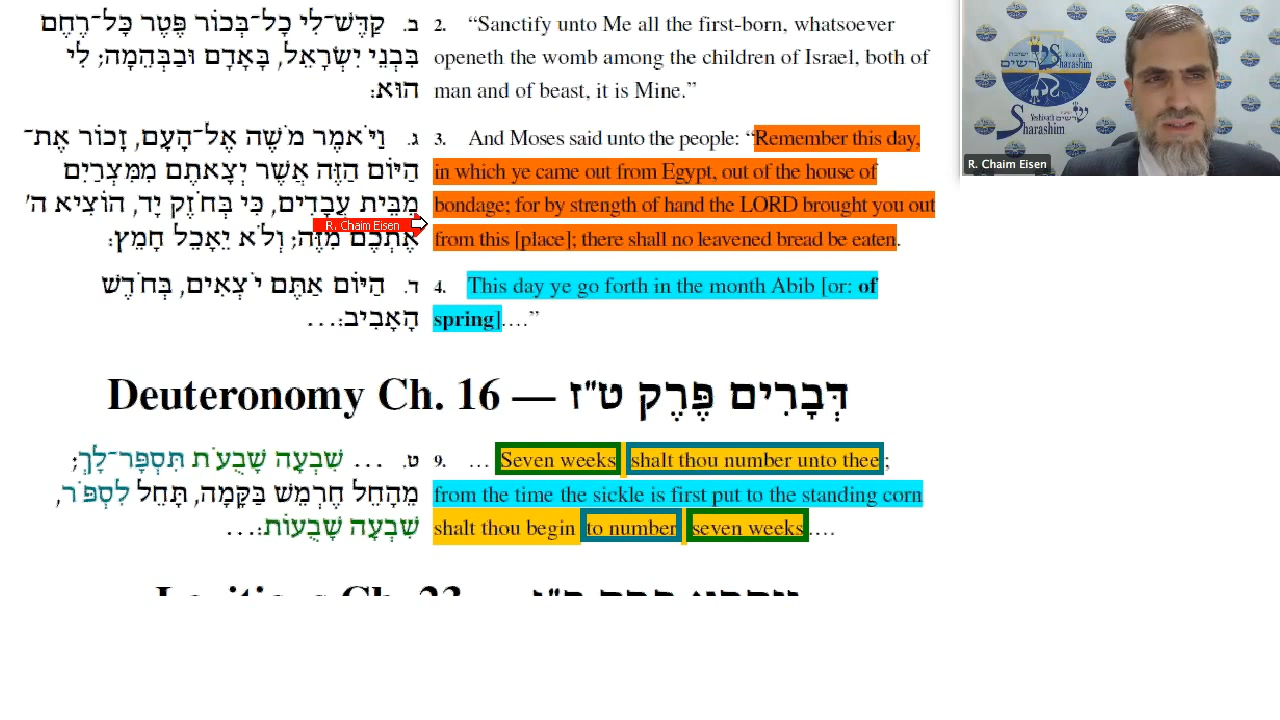 ב. קַדֶּשׁ־לִי כָל־בְּכוֹר פֶּטֶר כָּל־רֶחֶם
בִּבְנֵי יִשְׂרָאֵל, בָּאָדָם וּבַבְּהֵמָה; לִי
הוּא:
2. “Sanctify unto Me all the first-born, whatsoever
openeth the womb among the children of Israel, both of
man and of beast, it is Mine.”
ג. וַיֹּאמֶר מֹשֶׁה אֶל־הָעָם, זָכוֹר אֶת־
הַיּוֹם הַזֶּה אֲשֶׁר יְצָאתֶם מִמִּצְרַיִם
מִבֵּית עֲבָדִים, כִּי בְּחֹזֶק יָד, הוֹצִיא ה'
אֶתְכֶם מִזֶּה; וְלֹא יֵאָכֵל חָמֵץ:
3. And Moses said unto the people: “Remember this day,
in which ye came out from Egypt, out of the house of
bondage; for by strength of hand the LORD brought you out
from this [place]; there shall no leavened bread be eaten.
R. Chaim Eisen
ד. הַיּוֹם אַתֶּם יֹצְאִים, בְּחֹדֶשׁ
הָאָבִיב:...
4. This day ye go forth in the month Abib [or: of
spring]....”
Deuteronomy Ch. 16 — דְּבָרִים פֶּרֶק ט"ז
ט. ... שִׁבְעָה שָׁבֻעֹת תִּסְפָּר־לָךְ;
מֵהָחֵל חֶרְמֵשׁ בַּקָּמָה, תָּחֵל לִסְפֹּר,
שִׁבְעָה שָׁבֻעוֹת:...
9. ... Seven weeks shalt thou number unto thee;
from the time the sickle is first put to the standing corn
shalt thou begin to number seven weeks....
Yeshivath
Sharashim
Yeshivath
Sharashim
R. Chaim Eisen